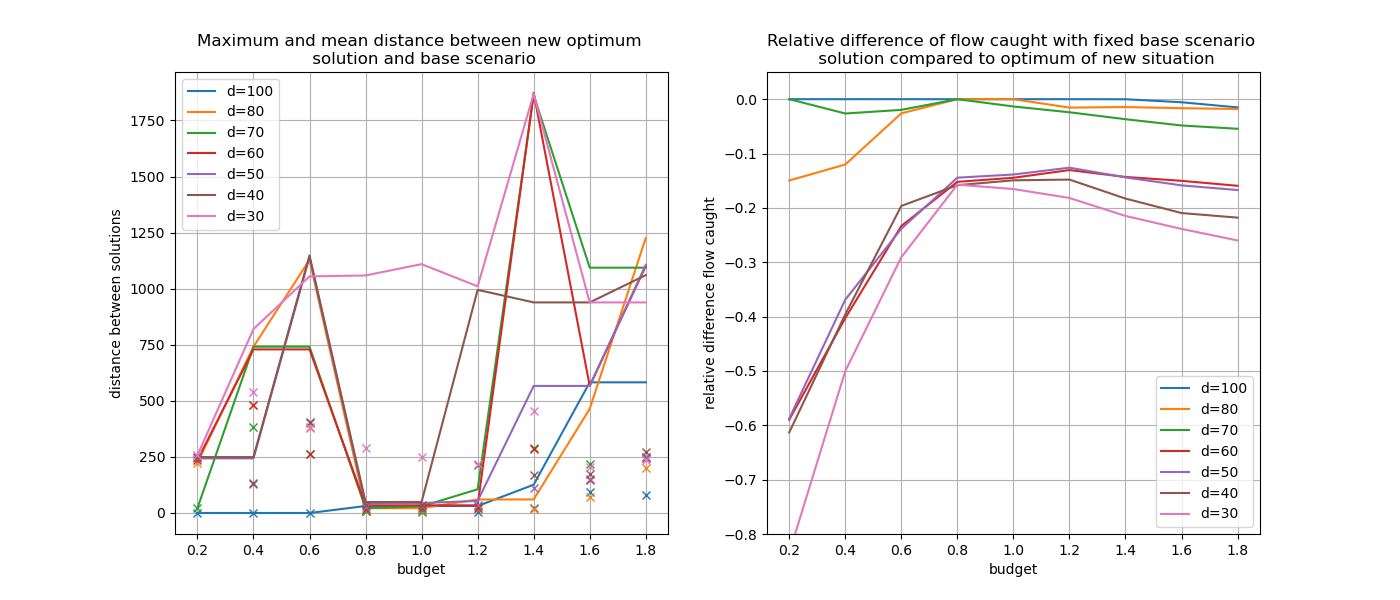 Maximum and mean distance between new optimum
solution and base scenario
distance between solutions
1750
1500
1250
1000
750
500
250
0
d=100
d=80
d=70
d=60
d=50
d=40
d=30
0.2 0.4 0.6 0.8 1.0 1.2 1.4 1.6 1.8
budget
Relative difference of flow caught with fixed base scenario
solution compared to optimum of new situation
relative difference flow caught
0.0
−0.1
−0.2
−0.3
−0.4
−0.5
−0.6
−0.7
−0.8
d=100
d=80
d=70
d=60
d=50
d=40
d=30
0.2 0.4 0.6 0.8 1.0 1.2 1.4 1.6 1.8
budget